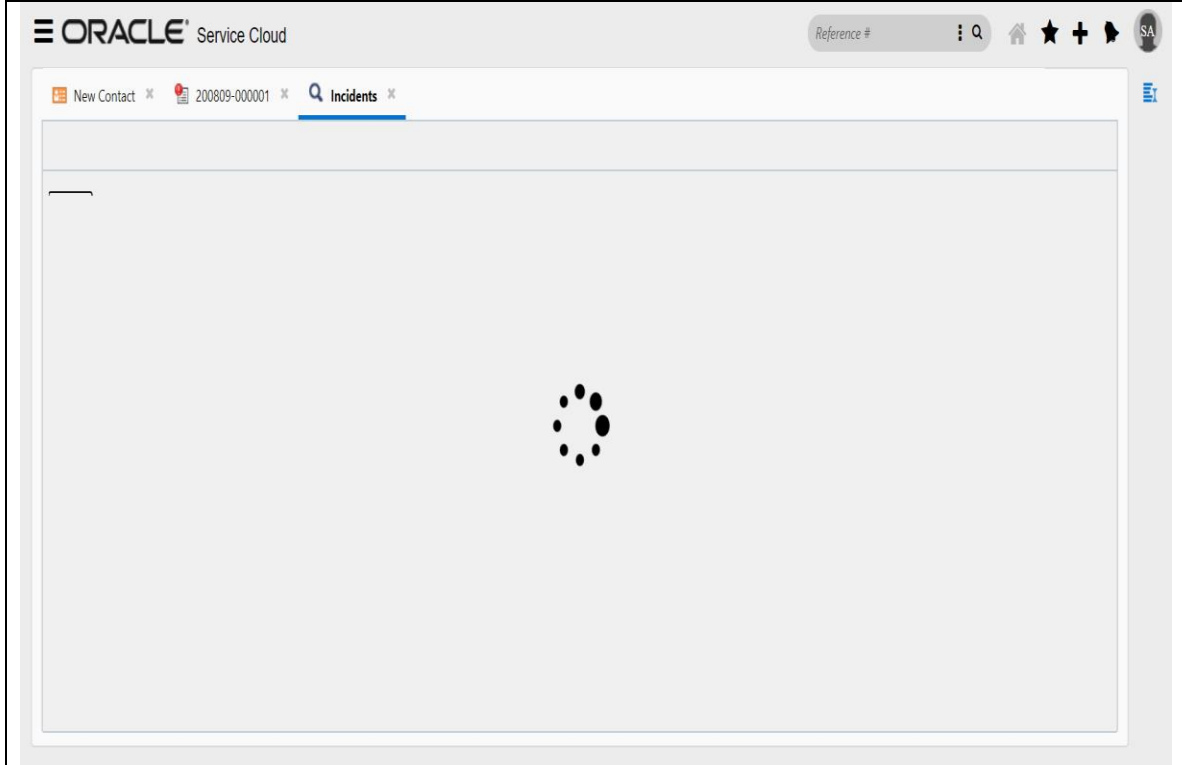 ORACLE Service Cloud
Reference #
SA
New Contact
200809-000001
Incidents